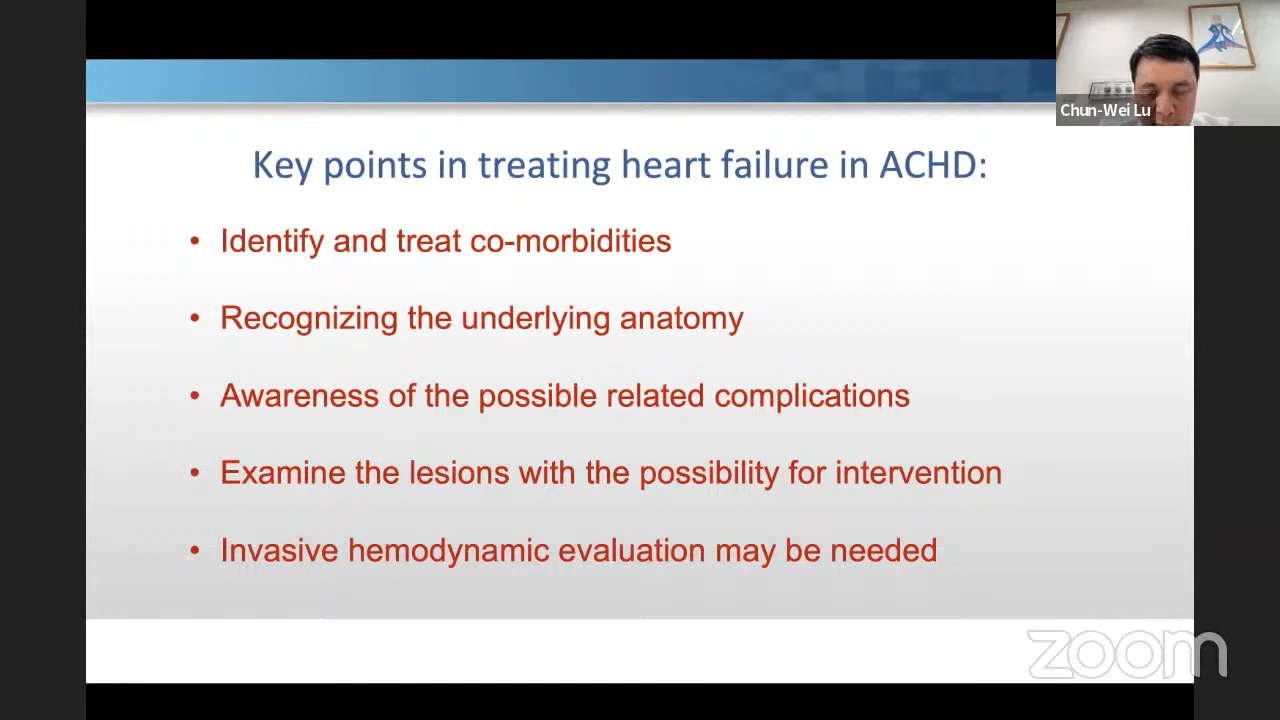 Chun-Wei Lu
Key points in treating heart failure in ACHD:
• Identify and treat co-morbidities
• Recognizing the underlying anatomy
• Awareness of the possible related complications
• Examine the lesions with the possibility for intervention
• Invasive hemodynamic evaluation may be needed
zoom